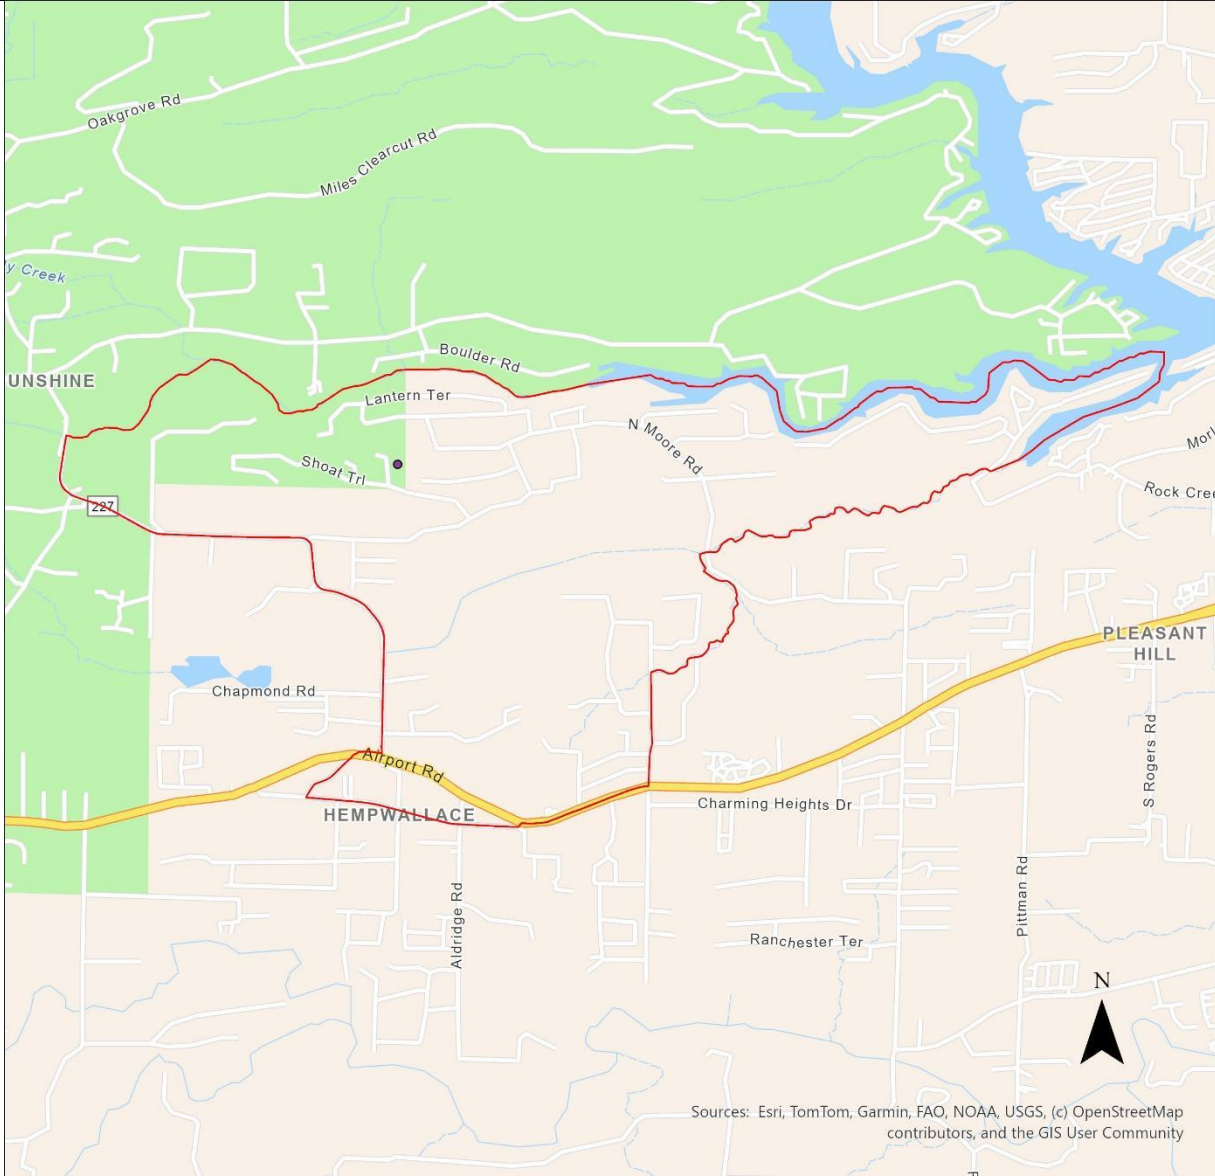 Oakgrove Rd
Miles Clearcut Rd
y Creek
Boulder Rd
UNSHINE
Lantern Ter
N Moore Rd
Morl
Shoat Trl
Rock Cree
227
PLEASANT
HILL
Chapmond Rd
S Rogers Rd
Airport Rd
Charming Heights Dr
HEMPWALLACE
Pittman Rd
Aldridge Rd
Ranchester Ter
N
Sources: Esri, TomTom, Garmin, FAO, NOAA, USGS, (c) OpenStreetMap
contributors, and the GIS User Community